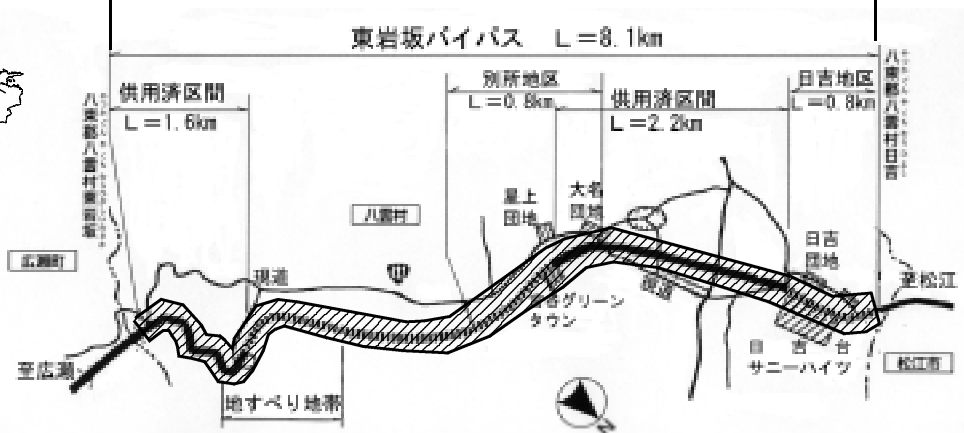 東岩坂バイパス L=8.1km
供用済区間
L=1.6km
別所地区
L=0.8km
供用済区間
L=2.2km
日吉地区
L=0.8km
八束郡八雲村東岩坂
八束郡八雲村日吉
八雲村
広瀬町
現道
屋上
団地
大名
団地
日吉
団地
グリーン
タウン
現道
至松江
至広瀬
地すべり地帯
日吉台
サニーハイツ
松江市
N